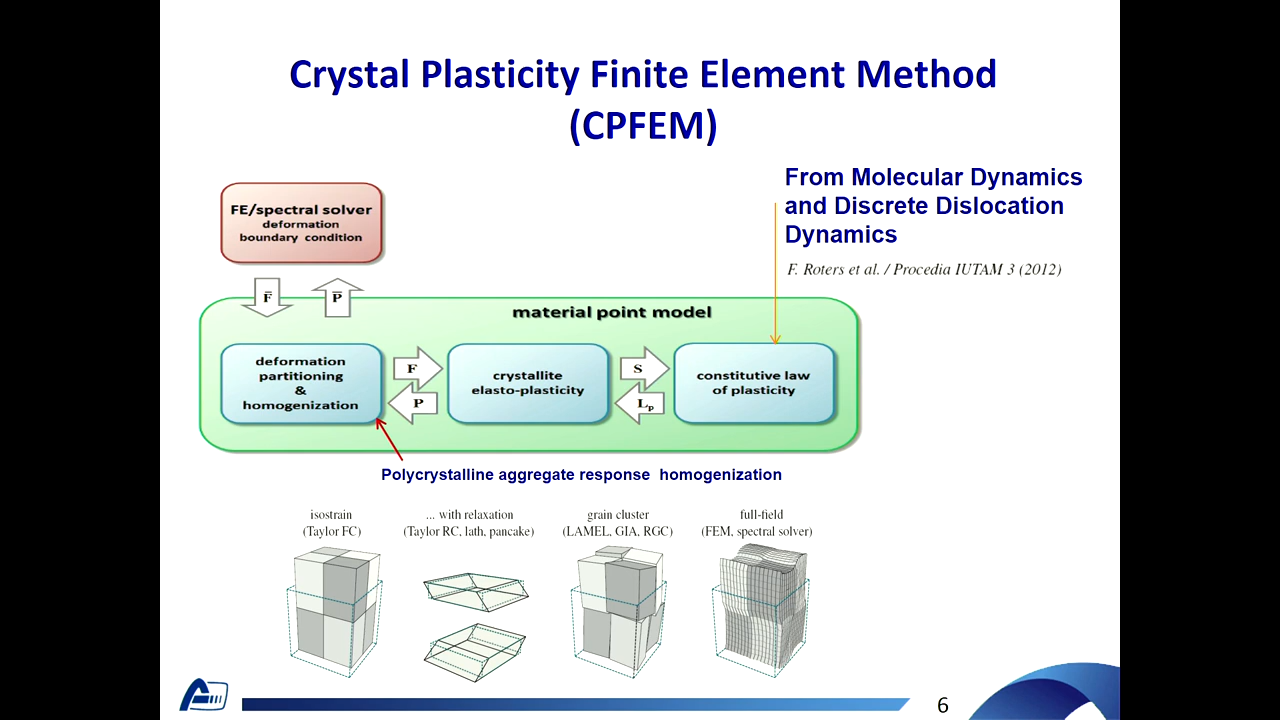 Crystal Plasticity Finite Element Method
(CPFEM)
From Molecular Dynamics
and Discrete Dislocation
Dynamics
F. Roters et al. / Procedia IUTAM 3 (2012)
FE/spectral solver
deformation
boundary condition
F̅
P̅
material point model
deformation
partitioning
&
homogenization
F
P
crystallite
elasto-plasticity
S
Lp
constitutive law
of plasticity
Polycrystalline aggregate response homogenization
isostrain
(Taylor FC)
... with relaxation
(Taylor RC, lath, pancake)
grain cluster
(LAMEL, GIA, RGC)
full-field
(FEM, spectral solver)
6